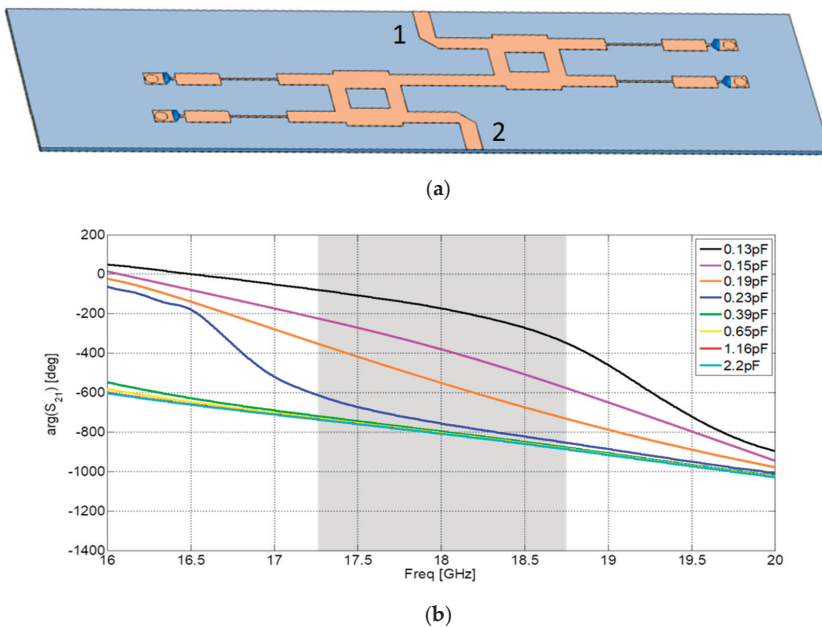 1
2
(a)
200
0
-200
-400
-600
-800
-1000
-1200
-1400
arg(S21) [deg]
0.13pF
0.15pF
0.19pF
0.23pF
0.39pF
0.65pF
1.16pF
2.2pF
16 16.5 17 17.5 18 18.5 19 19.5 20
Freq [GHz]
(b)